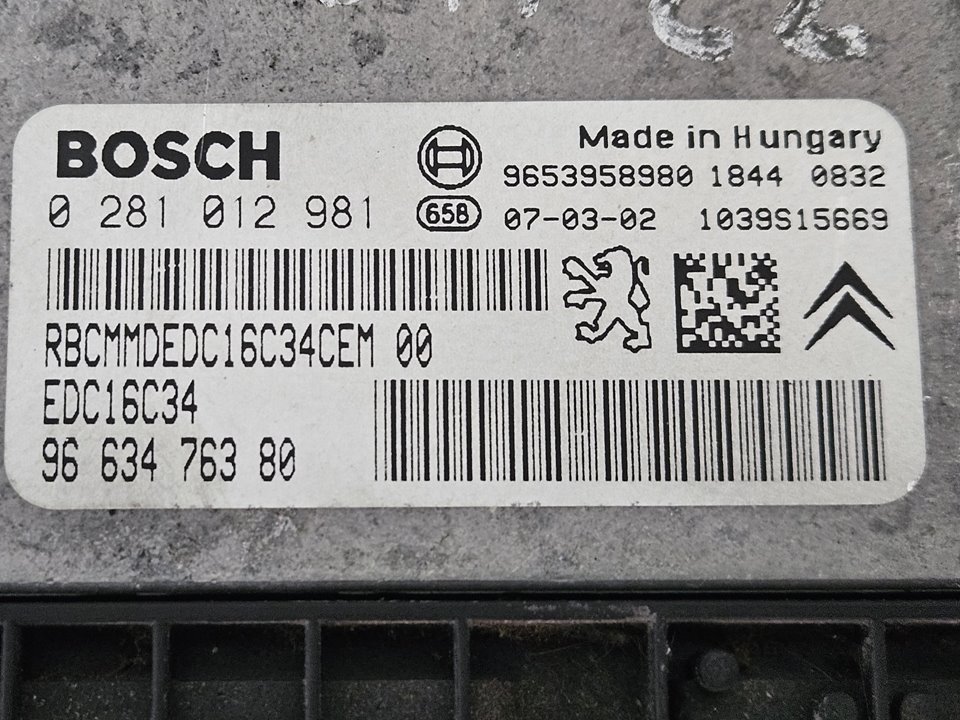 BOSCH
Made in Hungary
9653958980 1844 0832
0 281 012 981
658
07-03-02 1039S15669
RBCMMDEDC16C34CEM 00
EDC16C34
96 634 763 80